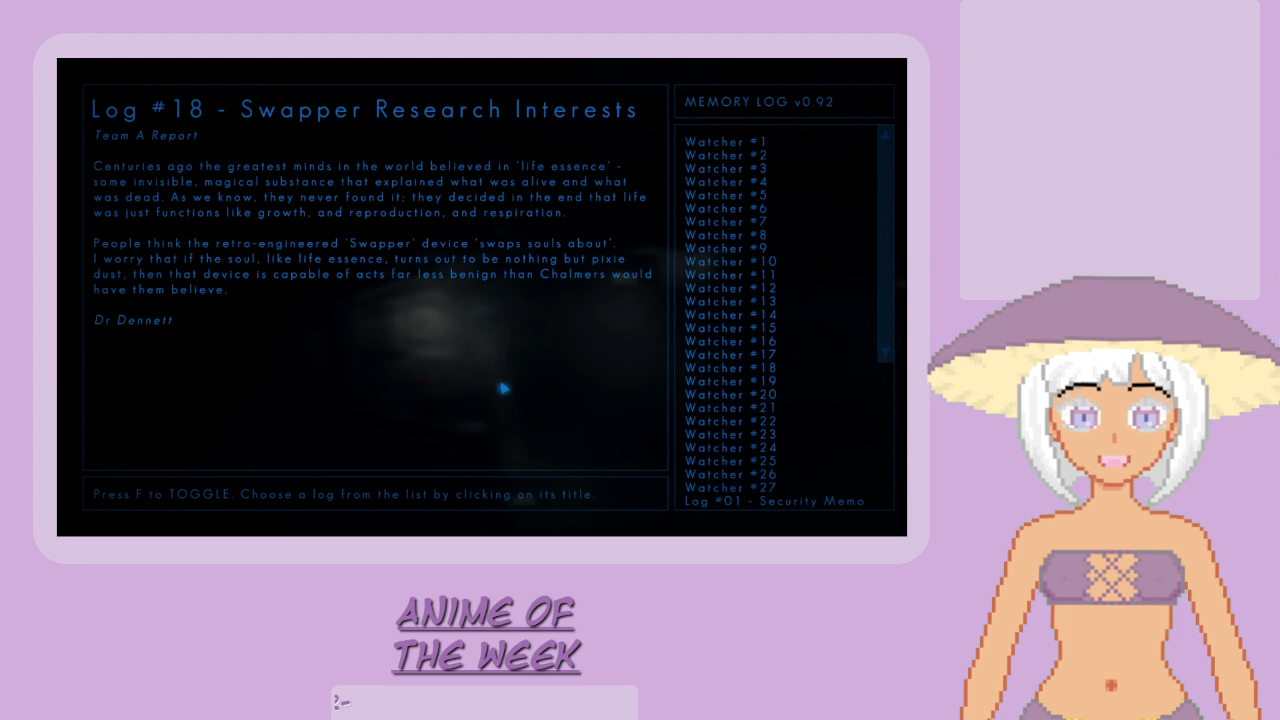 Log #18 - Swapper Research Interests
Team A Report
Centuries ago the greatest minds in the world believed in 'life essence' -
some invisible, magical substance that explained what was alive and what
was dead. As we know, they never found it; they decided in the end that life
was just functions like growth, and reproduction, and respiration.
People think the retro-engineered 'Swapper' device 'swaps souls about'.
I worry that if the soul, like life essence, turns out to be nothing but pixie
dust, then that device is capable of acts far less benign than Chalmers would
have them believe.
Dr Dennett
Press F to TOGGLE. Choose a log from the list by clicking on its title.
MEMORY LOG v0.92
Watcher #1
Watcher #2
Watcher #3
Watcher #4
Watcher #5
Watcher #6
Watcher #7
Watcher #8
Watcher #9
Watcher #10
Watcher #11
Watcher #12
Watcher #13
Watcher #14
Watcher #15
Watcher #16
Watcher #17
Watcher #18
Watcher #19
Watcher #20
Watcher #21
Watcher #22
Watcher #23
Watcher #24
Watcher #25
Watcher #26
Watcher #27
Log #01 - Security Memo
ANIME OF
THE WEEK
?-